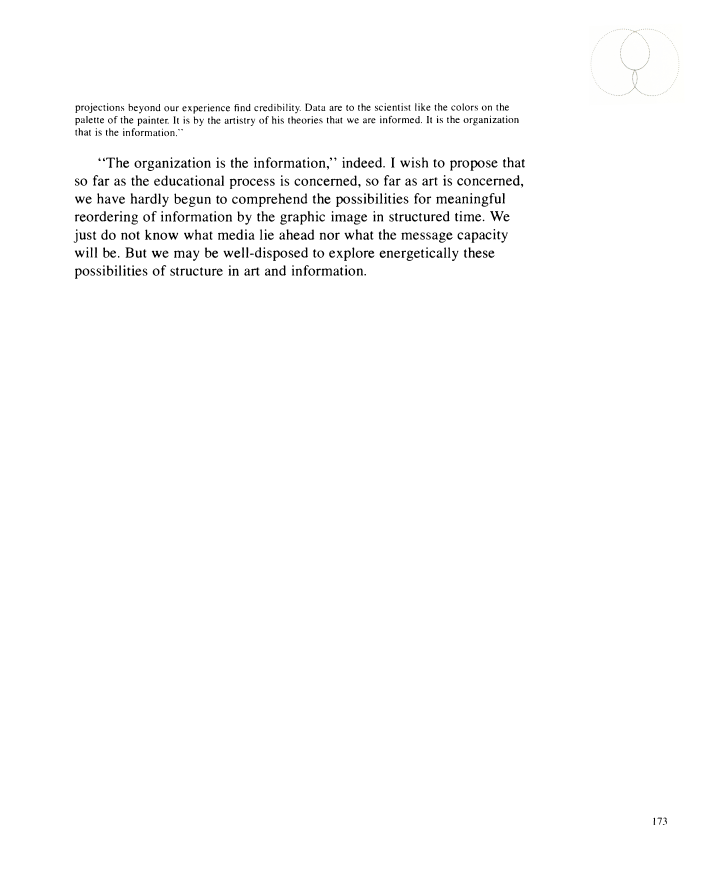 projections beyond our experience find credibility. Data are to the scientist like the colors on the
palette of the painter. It is by the artistry of his theories that we are informed. It is the organization
that is the information.''
‘‘The organization is the information,’’ indeed. I wish to propose that
so far as the educational process is concerned, so far as art is concerned,
we have hardly begun to comprehend the possibilities for meaningful
reordering of information by the graphic image in structured time. We
just do not know what media lie ahead nor what the message capacity
will be. But we may be well-disposed to explore energetically these
possibilities of structure in art and information.
173